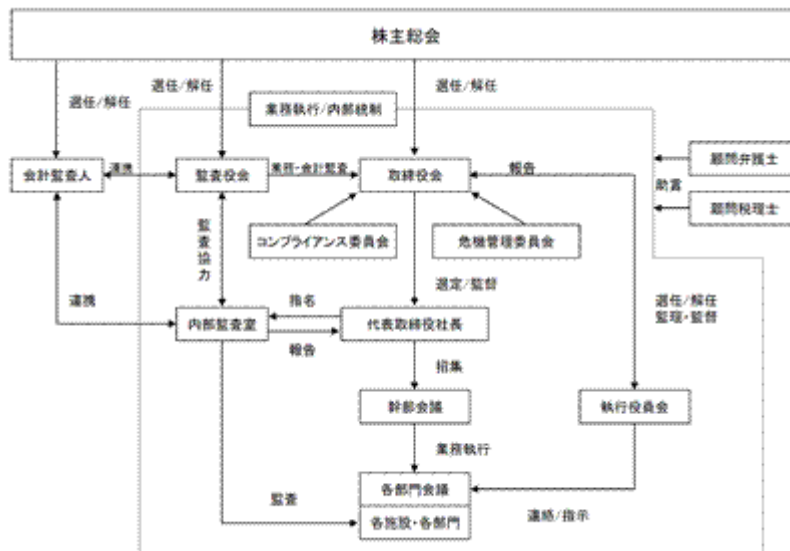 株主総会
選任/解任
選任/解任
選任/解任
業務執行/内部統制
会計監査人
連携
監査役会
業務・会計監査
取締役会
報告
顧問弁護士
助言
顧問税理士
監査協力
コンプライアンス委員会
危機管理委員会
選定/監督
連携
指名
内部監査室
報告
代表取締役社長
選任/解任
監理・監督
招集
幹部会議
執行役員会
業務執行
監査
各部門会議
各施設・各部門
連絡/指示